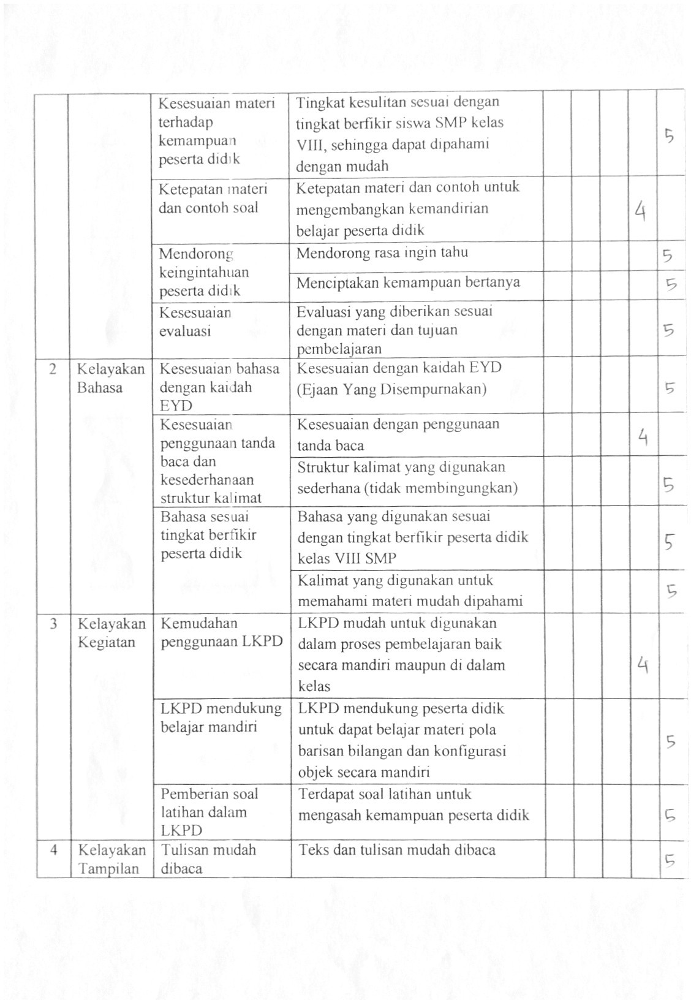 Kesesuaian materi terhadap kemampuan peserta didik
Tingkat kesulitan sesuai dengan tingkat berfikir siswa SMP kelas VIII, sehingga dapat dipahami dengan mudah
5
Ketepatan materi dan contoh soal
Ketepatan materi dan contoh untuk mengembangkan kemandirian belajar peserta didik
4
Mendorong keingintahuan peserta didik
Mendorong rasa ingin tahu
5
Menciptakan kemampuan bertanya
5
Kesesuaian evaluasi
Evaluasi yang diberikan sesuai dengan materi dan tujuan pembelajaran
5
2
Kelayakan Bahasa
Kesesuaian bahasa dengan kaidah EYD
Kesesuaian dengan kaidah EYD (Ejaan Yang Disempurnakan)
5
Kesesuaian penggunaan tanda baca dan kesederhanaan struktur kalimat
Kesesuaian dengan penggunaan tanda baca
4
Struktur kalimat yang digunakan sederhana (tidak membingungkan)
5
Bahasa sesuai tingkat berfikir peserta didik
Bahasa yang digunakan sesuai dengan tingkat berfikir peserta didik kelas VIII SMP
5
Kalimat yang digunakan untuk memahami materi mudah dipahami
5
3
Kelayakan Kegiatan
Kemudahan penggunaan LKPD
LKPD mudah untuk digunakan dalam proses pembelajaran baik secara mandiri maupun di dalam kelas
4
LKPD mendukung belajar mandiri
LKPD mendukung peserta didik untuk dapat belajar materi pola barisan bilangan dan konfigurasi objek secara mandiri
5
Pemberian soal latihan dalam LKPD
Terdapat soal latihan untuk mengasah kemampuan peserta didik
5
4
Kelayakan Tampilan
Tulisan mudah dibaca
Teks dan tulisan mudah dibaca
5